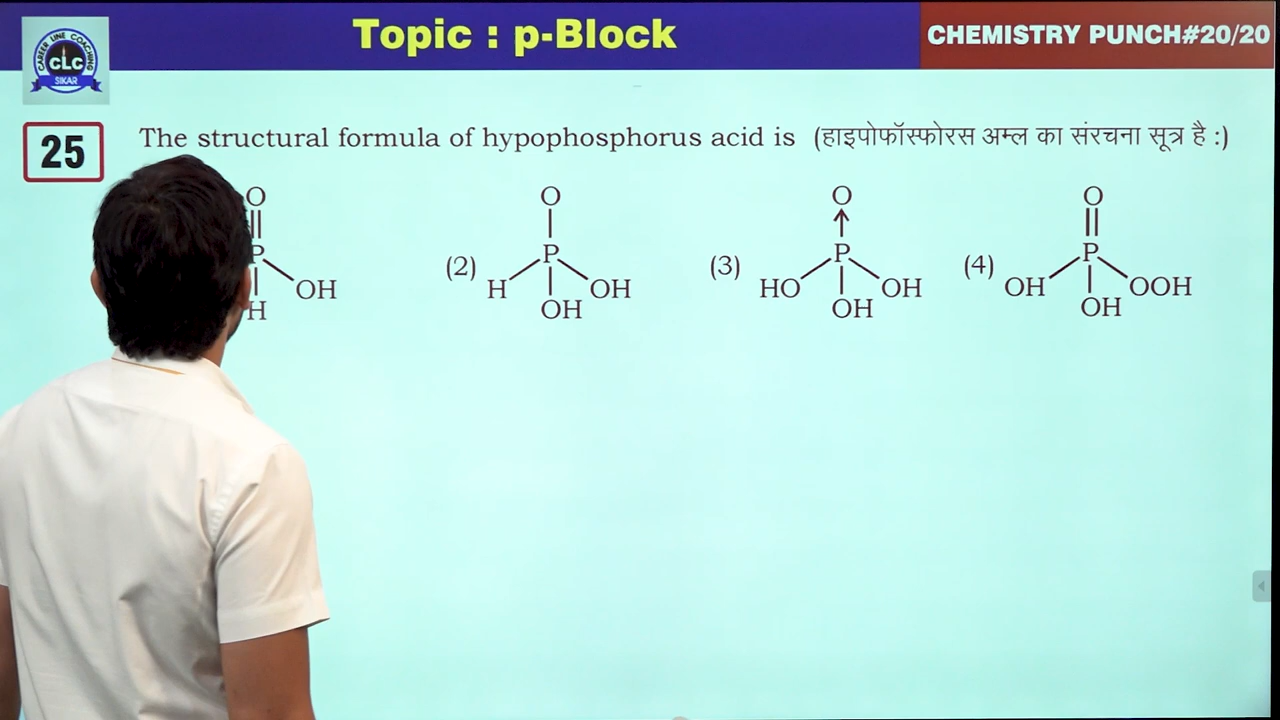 Topic : p-Block
CHEMISTRY PUNCH#20/20
CAREER LINE COACHING
CLC
SIKAR
25
The structural formula of hypophosphorus acid is (हाइपोफॉस्फोरस अम्ल का संरचना सूत्र है :)
O
P
OH
H
(2)
O
P
H
OH
OH
(3)
O
P
HO
OH
OH
(4)
O
P
OH
OOH
OH